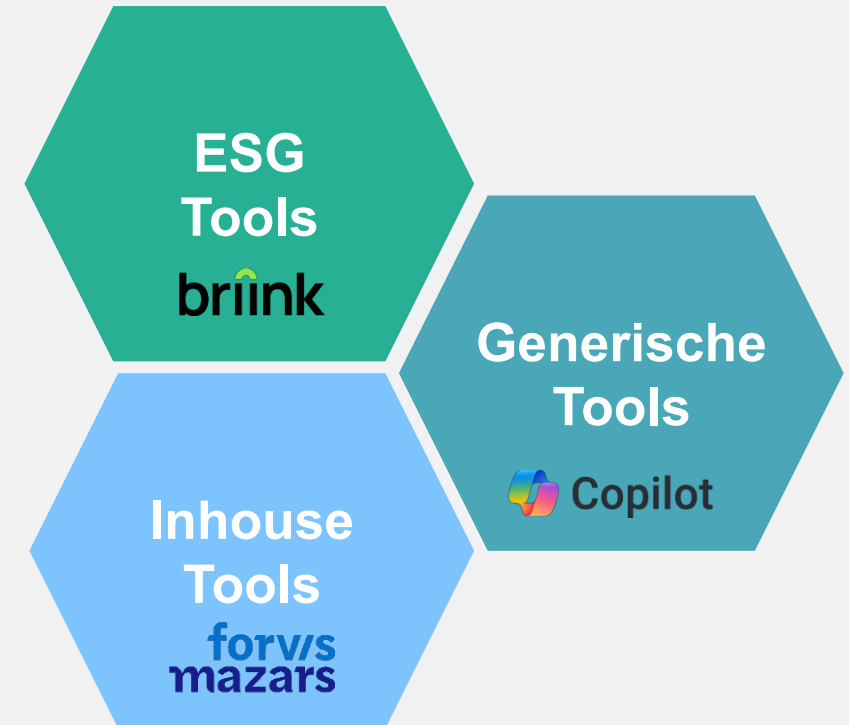 ESG
Tools
briink
Generische
Tools
Copilot
Inhouse
Tools
forvis
mazars